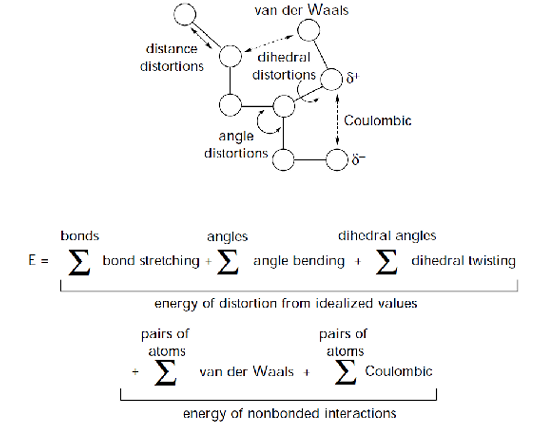 van der Waals
distance
distortions
dihedral
distortions
δ+
Coulombic
angle
distortions
δ−
bonds
angles
dihedral angles
E = Σ bond stretching + Σ angle bending + Σ dihedral twisting
energy of distortion from idealized values
pairs of
atoms
pairs of
atoms
+ Σ van der Waals + Σ Coulombic
energy of nonbonded interactions